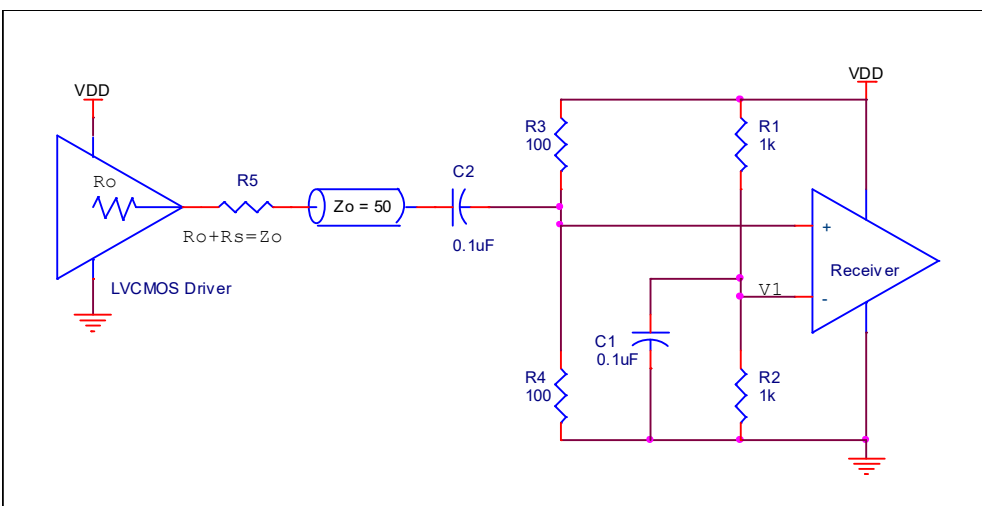 VDD
VDD
R3
100
R1
1k
C2
0.1uF
Ro
R5
Zo = 50
Ro+Rs=Zo
+
Receiver
LVCMOS Driver
V1
-
C1
0.1uF
R4
100
R2
1k